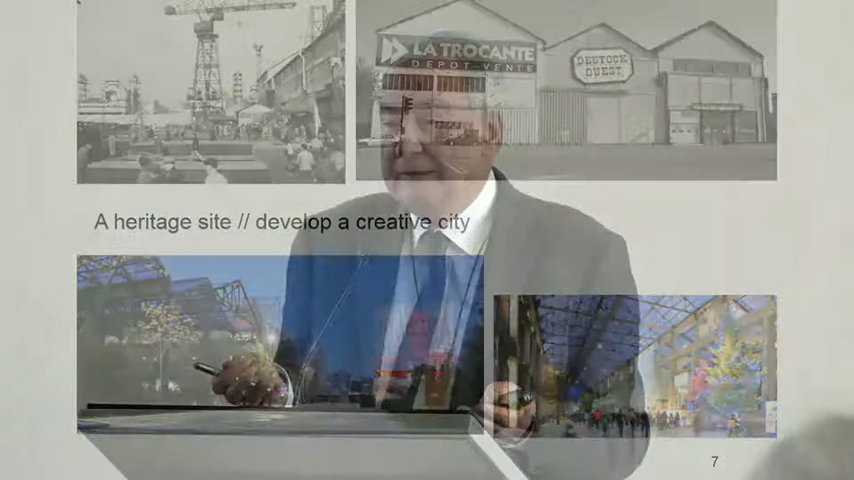 LA TROCANTE
DEPOT-VENTE
DESTOCK
OUEST
A heritage site // develop a creative city
7